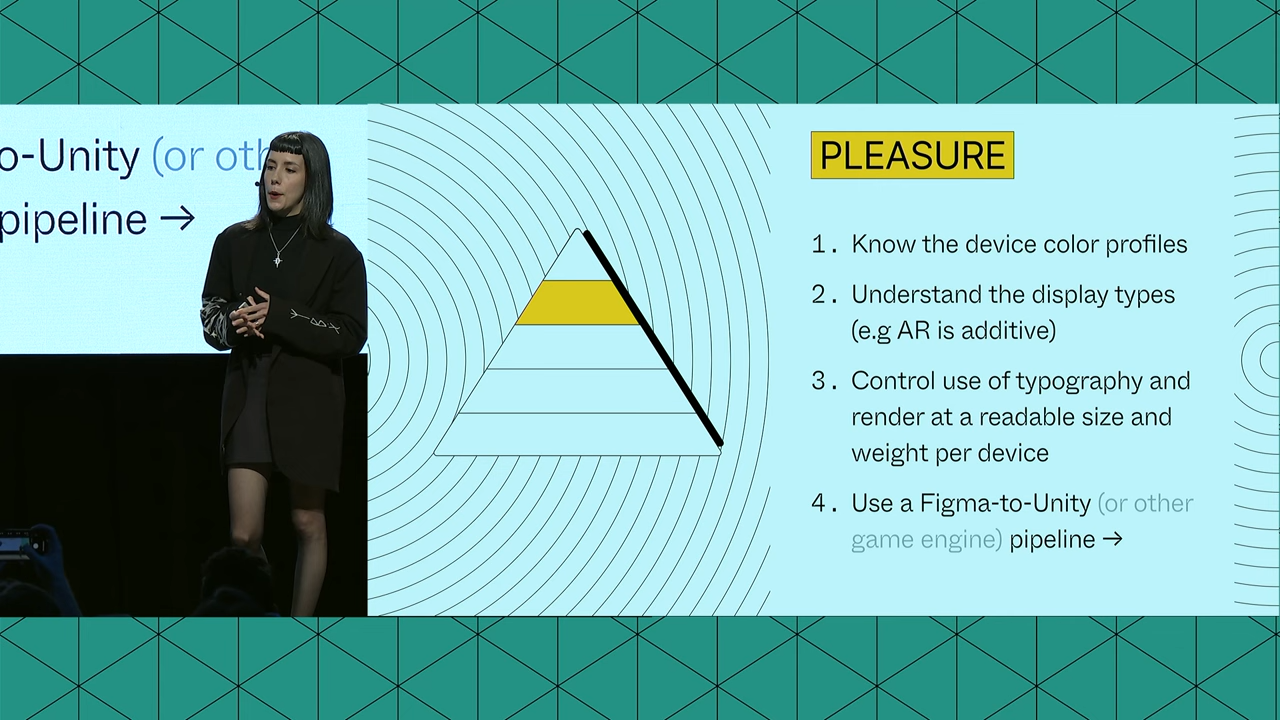 o-Unity (or oth
pipeline →
PLEASURE
1. Know the device color profiles
2. Understand the display types
(e.g AR is additive)
3. Control use of typography and
render at a readable size and
weight per device
4. Use a Figma-to-Unity (or other
game engine) pipeline →